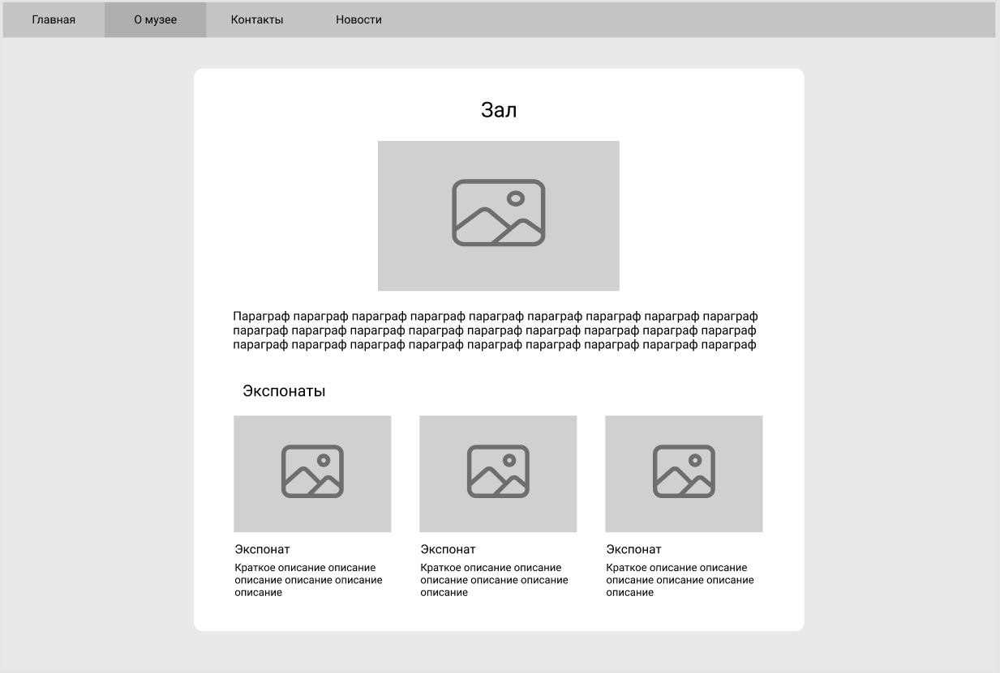 Главная О музее Контакты Новости
Зал
Параграф параграф параграф параграф параграф параграф параграф параграф параграф
параграф параграф параграф параграф параграф параграф параграф параграф параграф
параграф параграф параграф параграф параграф параграф параграф параграф параграф
Экспонаты
Экспонат
Краткое описание описание
описание описание описание
описание
Экспонат
Краткое описание описание
описание описание описание
описание
Экспонат
Краткое описание описание
описание описание описание
описание